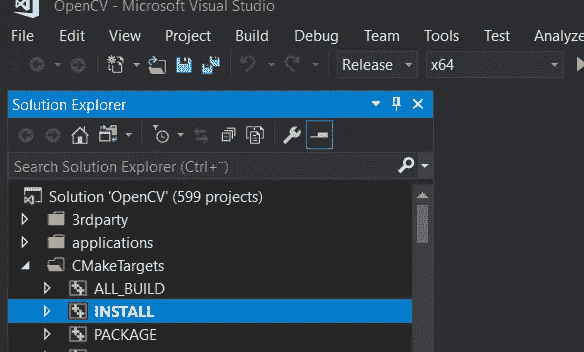 OpenCV - Microsoft Visual Studio
File Edit View Project Build Debug Team Tools Test Analyze
Release x64
Solution Explorer
Search Solution Explorer (Ctrl+¨)
Solution 'OpenCV' (599 projects)
3rdparty
applications
CMakeTargets
ALL_BUILD
INSTALL
PACKAGE